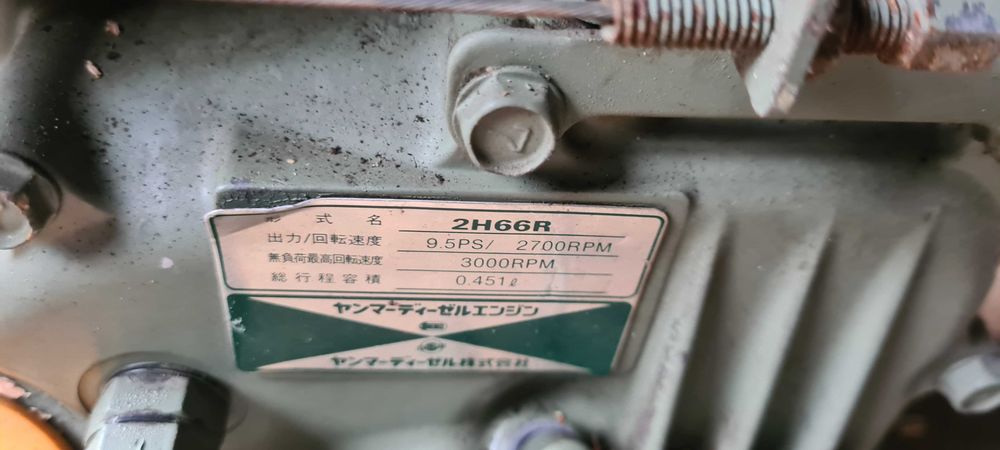 形式名 2H66R
出力/回転速度 9.5PS/ 2700RPM
無負荷最高回転速度 3000RPM
総行程容積 0.451ℓ
ヤンマーディーゼルエンジン
ヤンマーディーゼル株式会社